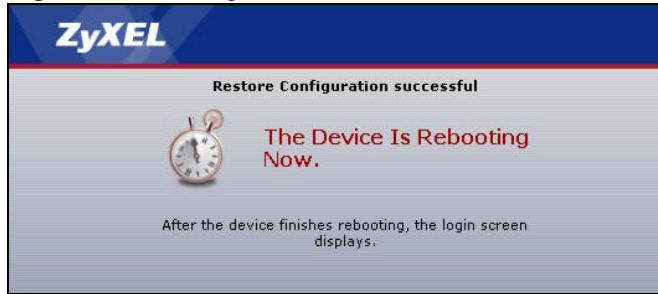 ZyXEL
Restore Configuration successful
The Device Is Rebooting
Now.
After the device finishes rebooting, the login screen
displays.